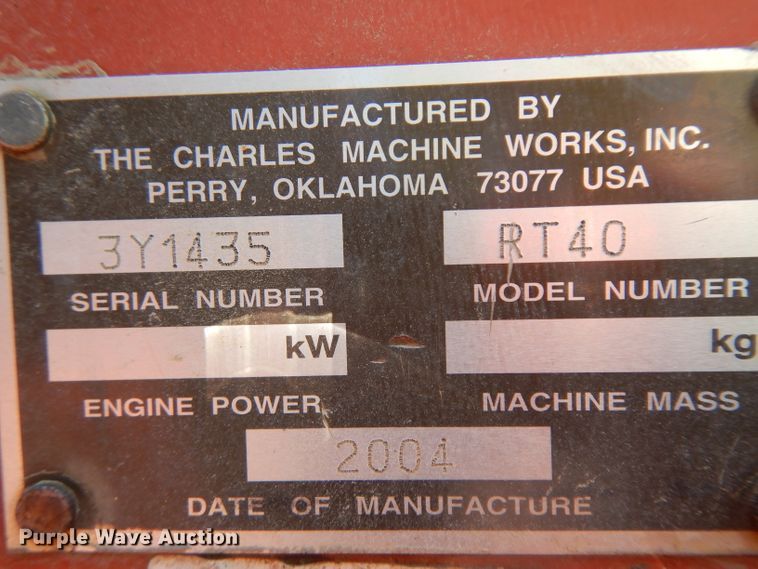 MANUFACTURED BY
THE CHARLES MACHINE WORKS, INC.
PERRY, OKLAHOMA 73077 USA
3Y1435 RT40
SERIAL NUMBER MODEL NUMBER
kW kg
ENGINE POWER MACHINE MASS
2004
DATE OF MANUFACTURE
Purple Wave Auction